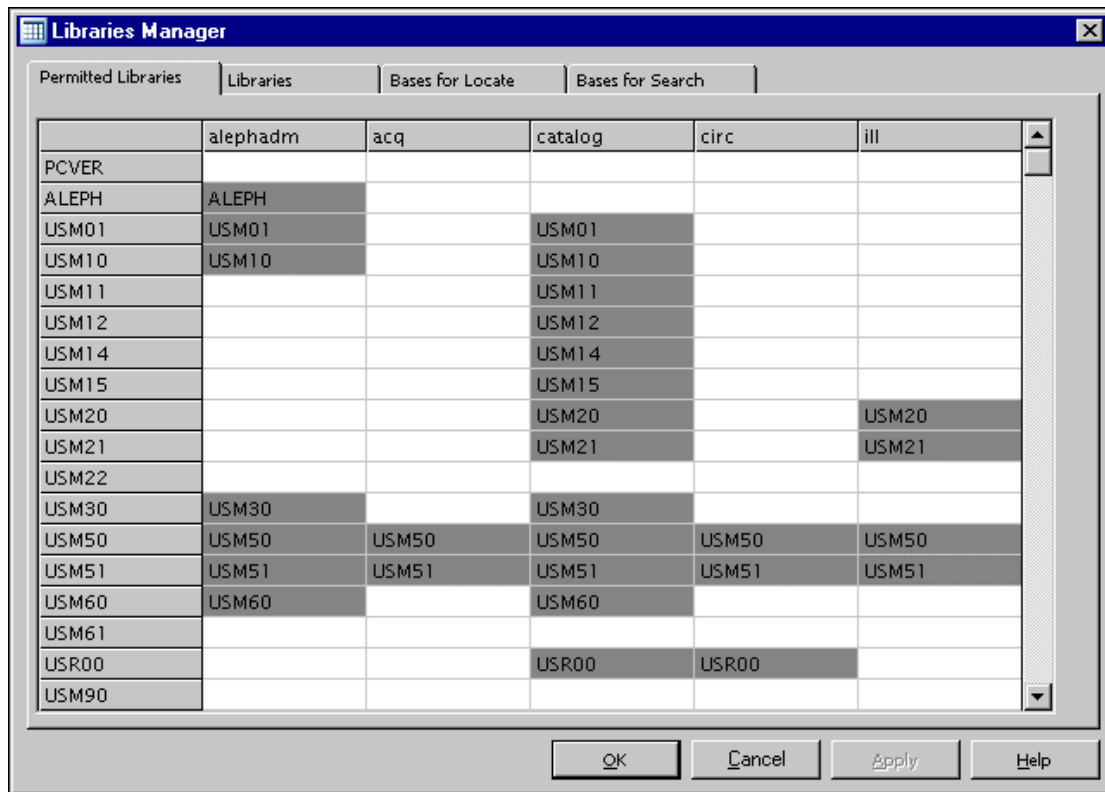 Libraries Manager
Permitted Libraries Libraries Bases for Locate Bases for Search
alephadm acq catalog circ ill
PCVER
ALEPH ALEPH
USM01 USM01 USM01
USM10 USM10 USM10
USM11 USM11
USM12 USM12
USM14 USM14
USM15 USM15
USM20 USM20 USM20
USM21 USM21 USM21
USM22
USM30 USM30 USM30
USM50 USM50 USM50 USM50 USM50 USM50
USM51 USM51 USM51 USM51 USM51 USM51
USM60 USM60 USM60
USM61
USR00 USR00 USR00
USM90
OK Cancel Apply Help